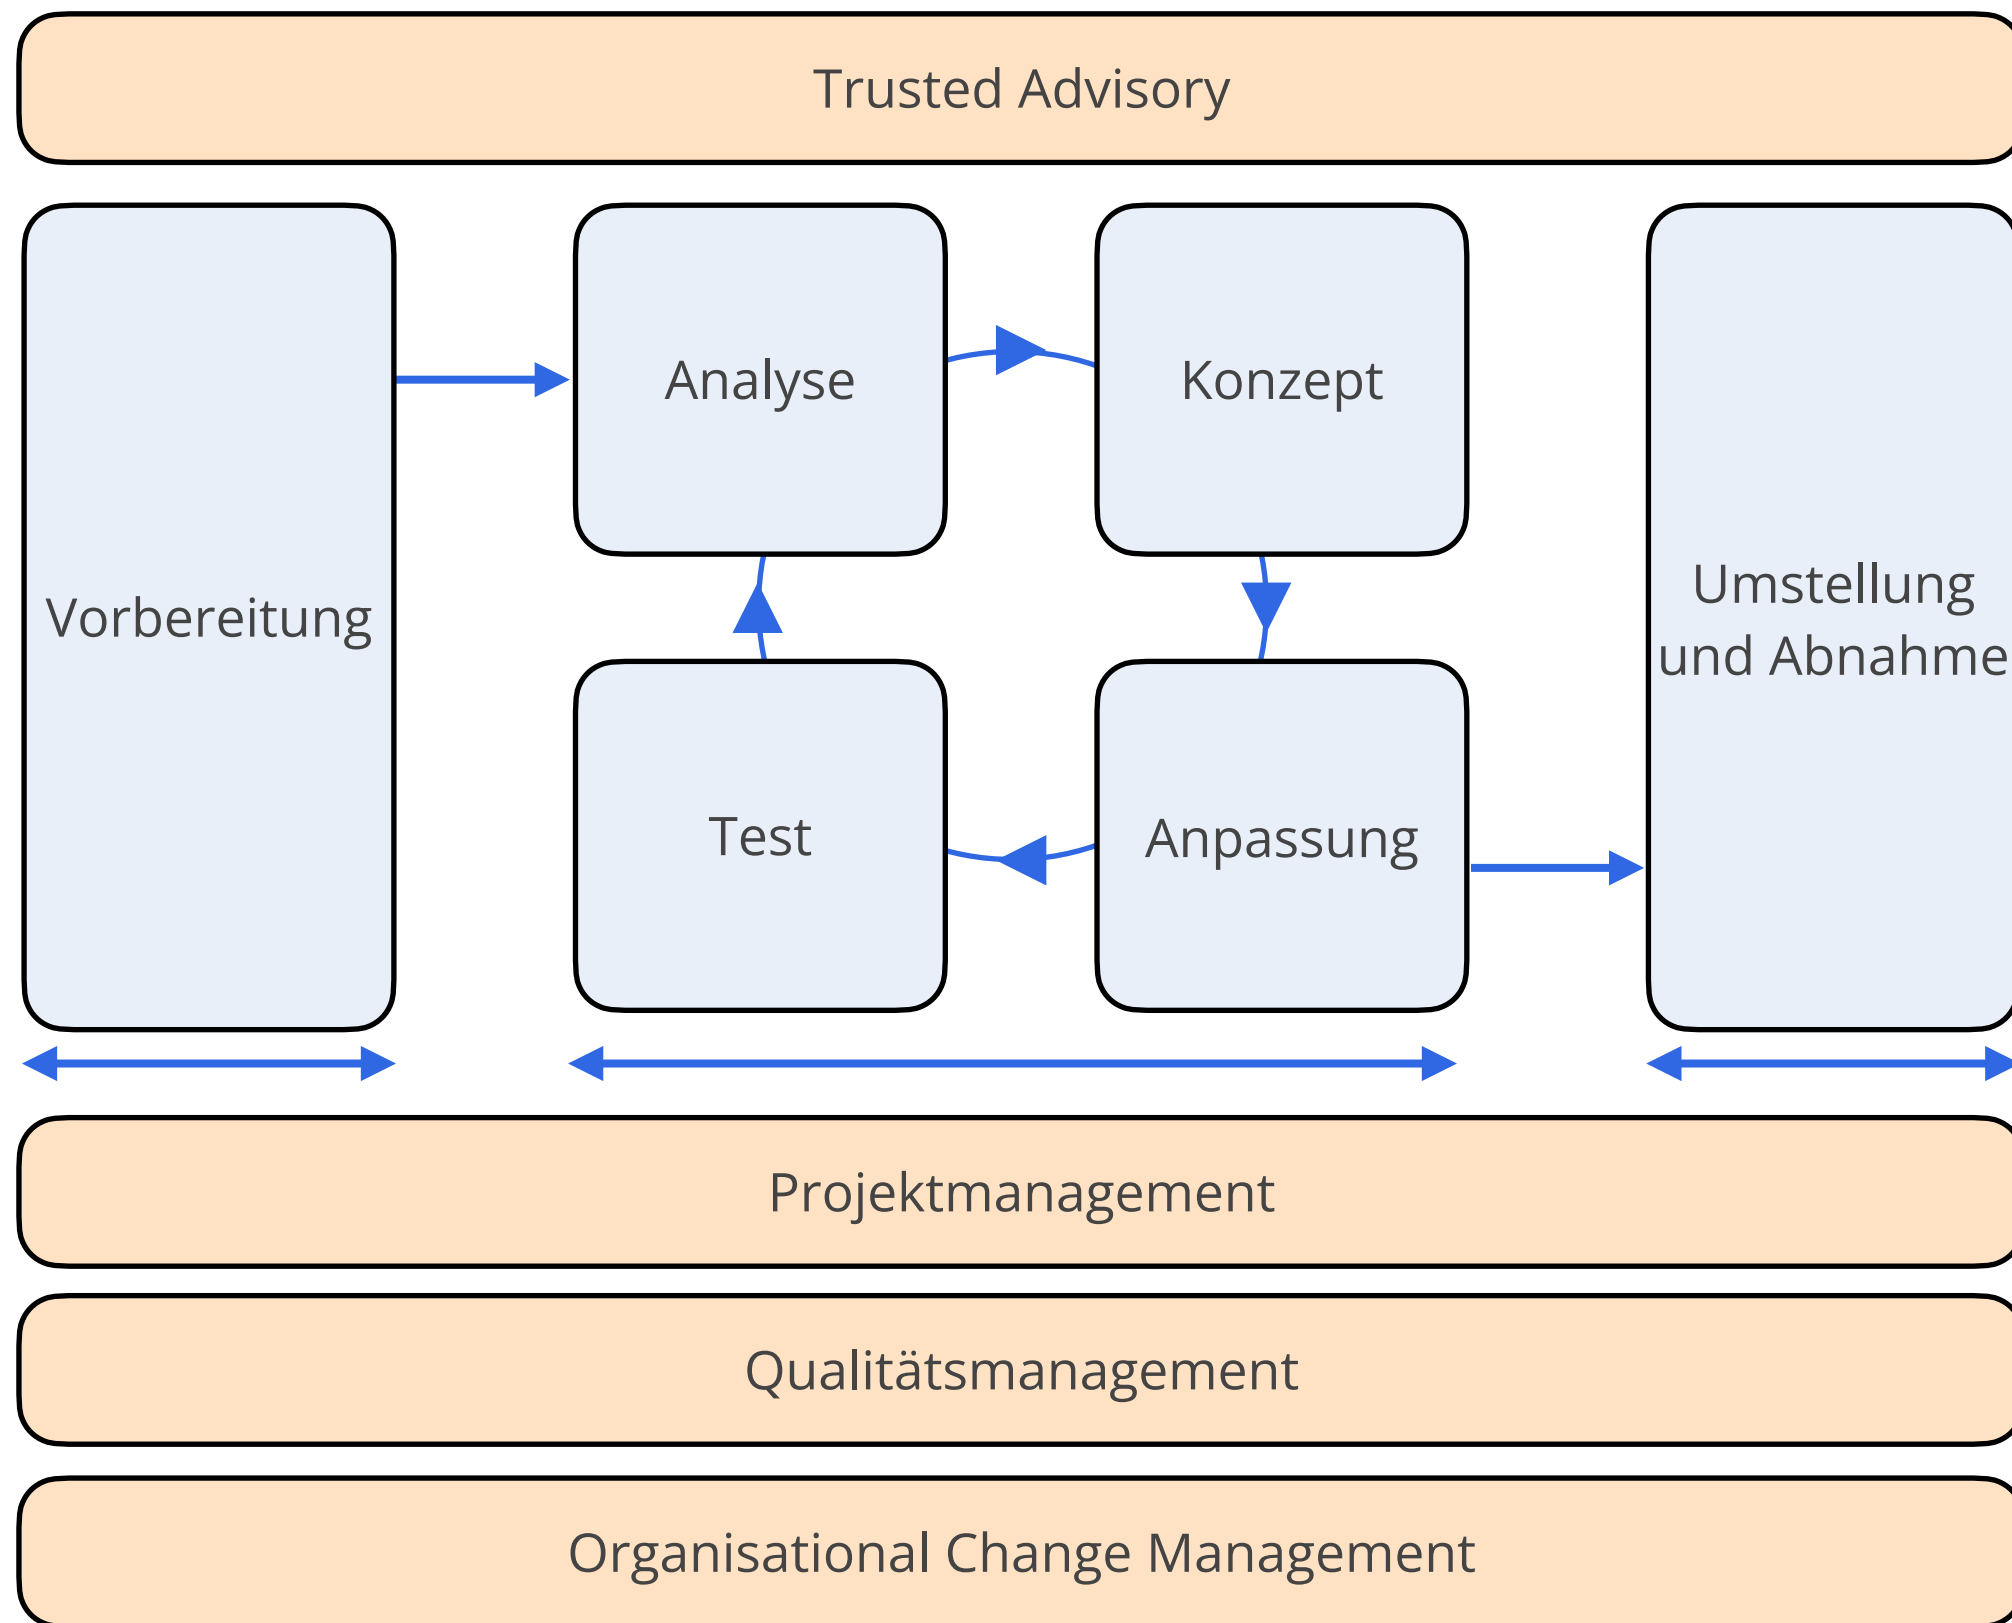 Trusted Advisory
Vorbereitung
Analyse
Konzept
Test
Anpassung
Umstellung
und Abnahme
Projektmanagement
Qualitätsmanagement
Organisational Change Management